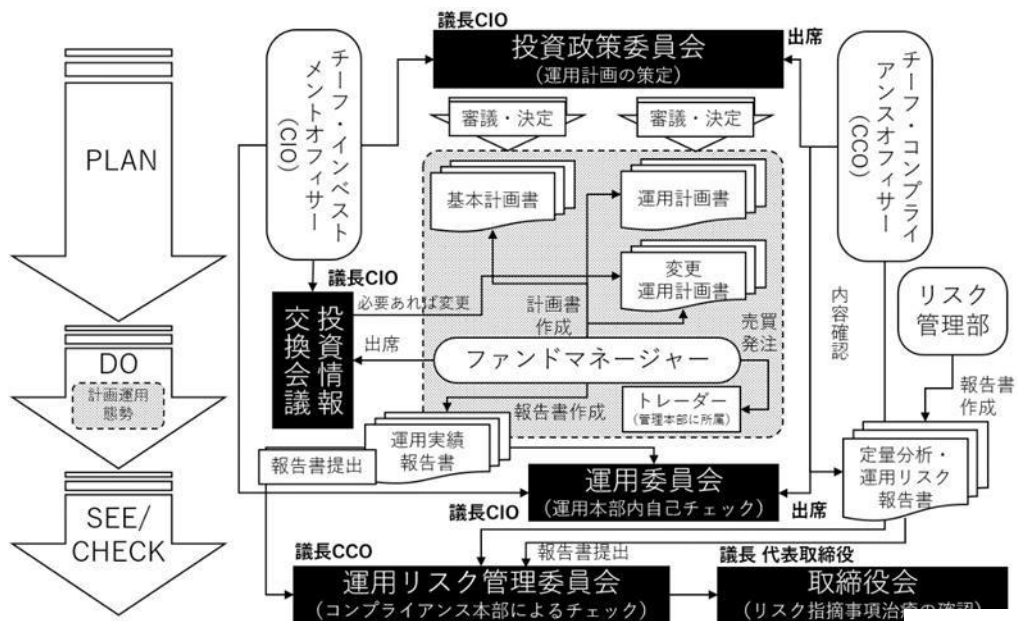 議長CIO
投資政策委員会
(運用計画の策定)
出席
チーフ・インベスト
メントオフィサー
(CIO)
チーフ・コンプライ
アンスオフィサー
(CCO)
PLAN
審議・決定
審議・決定
基本計画書
運用計画書
変更
運用計画書
議長CIO
投資情報
交換会議
必要あれば変更
計画書
作成
売買
発注
内容確認
リスク
管理部
DO
計画運用
態勢
出席
ファンドマネージャー
報告書作成
トレーダー
(管理本部に所属)
報告書
作成
運用実績
報告書
報告書提出
定量分析・
運用リスク
報告書
運用委員会
(運用本部内自己チェック)
議長CIO
出席
SEE/
CHECK
議長CCO
報告書提出
議長 代表取締役
運用リスク管理委員会
(コンプライアンス本部によるチェック)
取締役会
(リスク指摘事項治癒の確認)